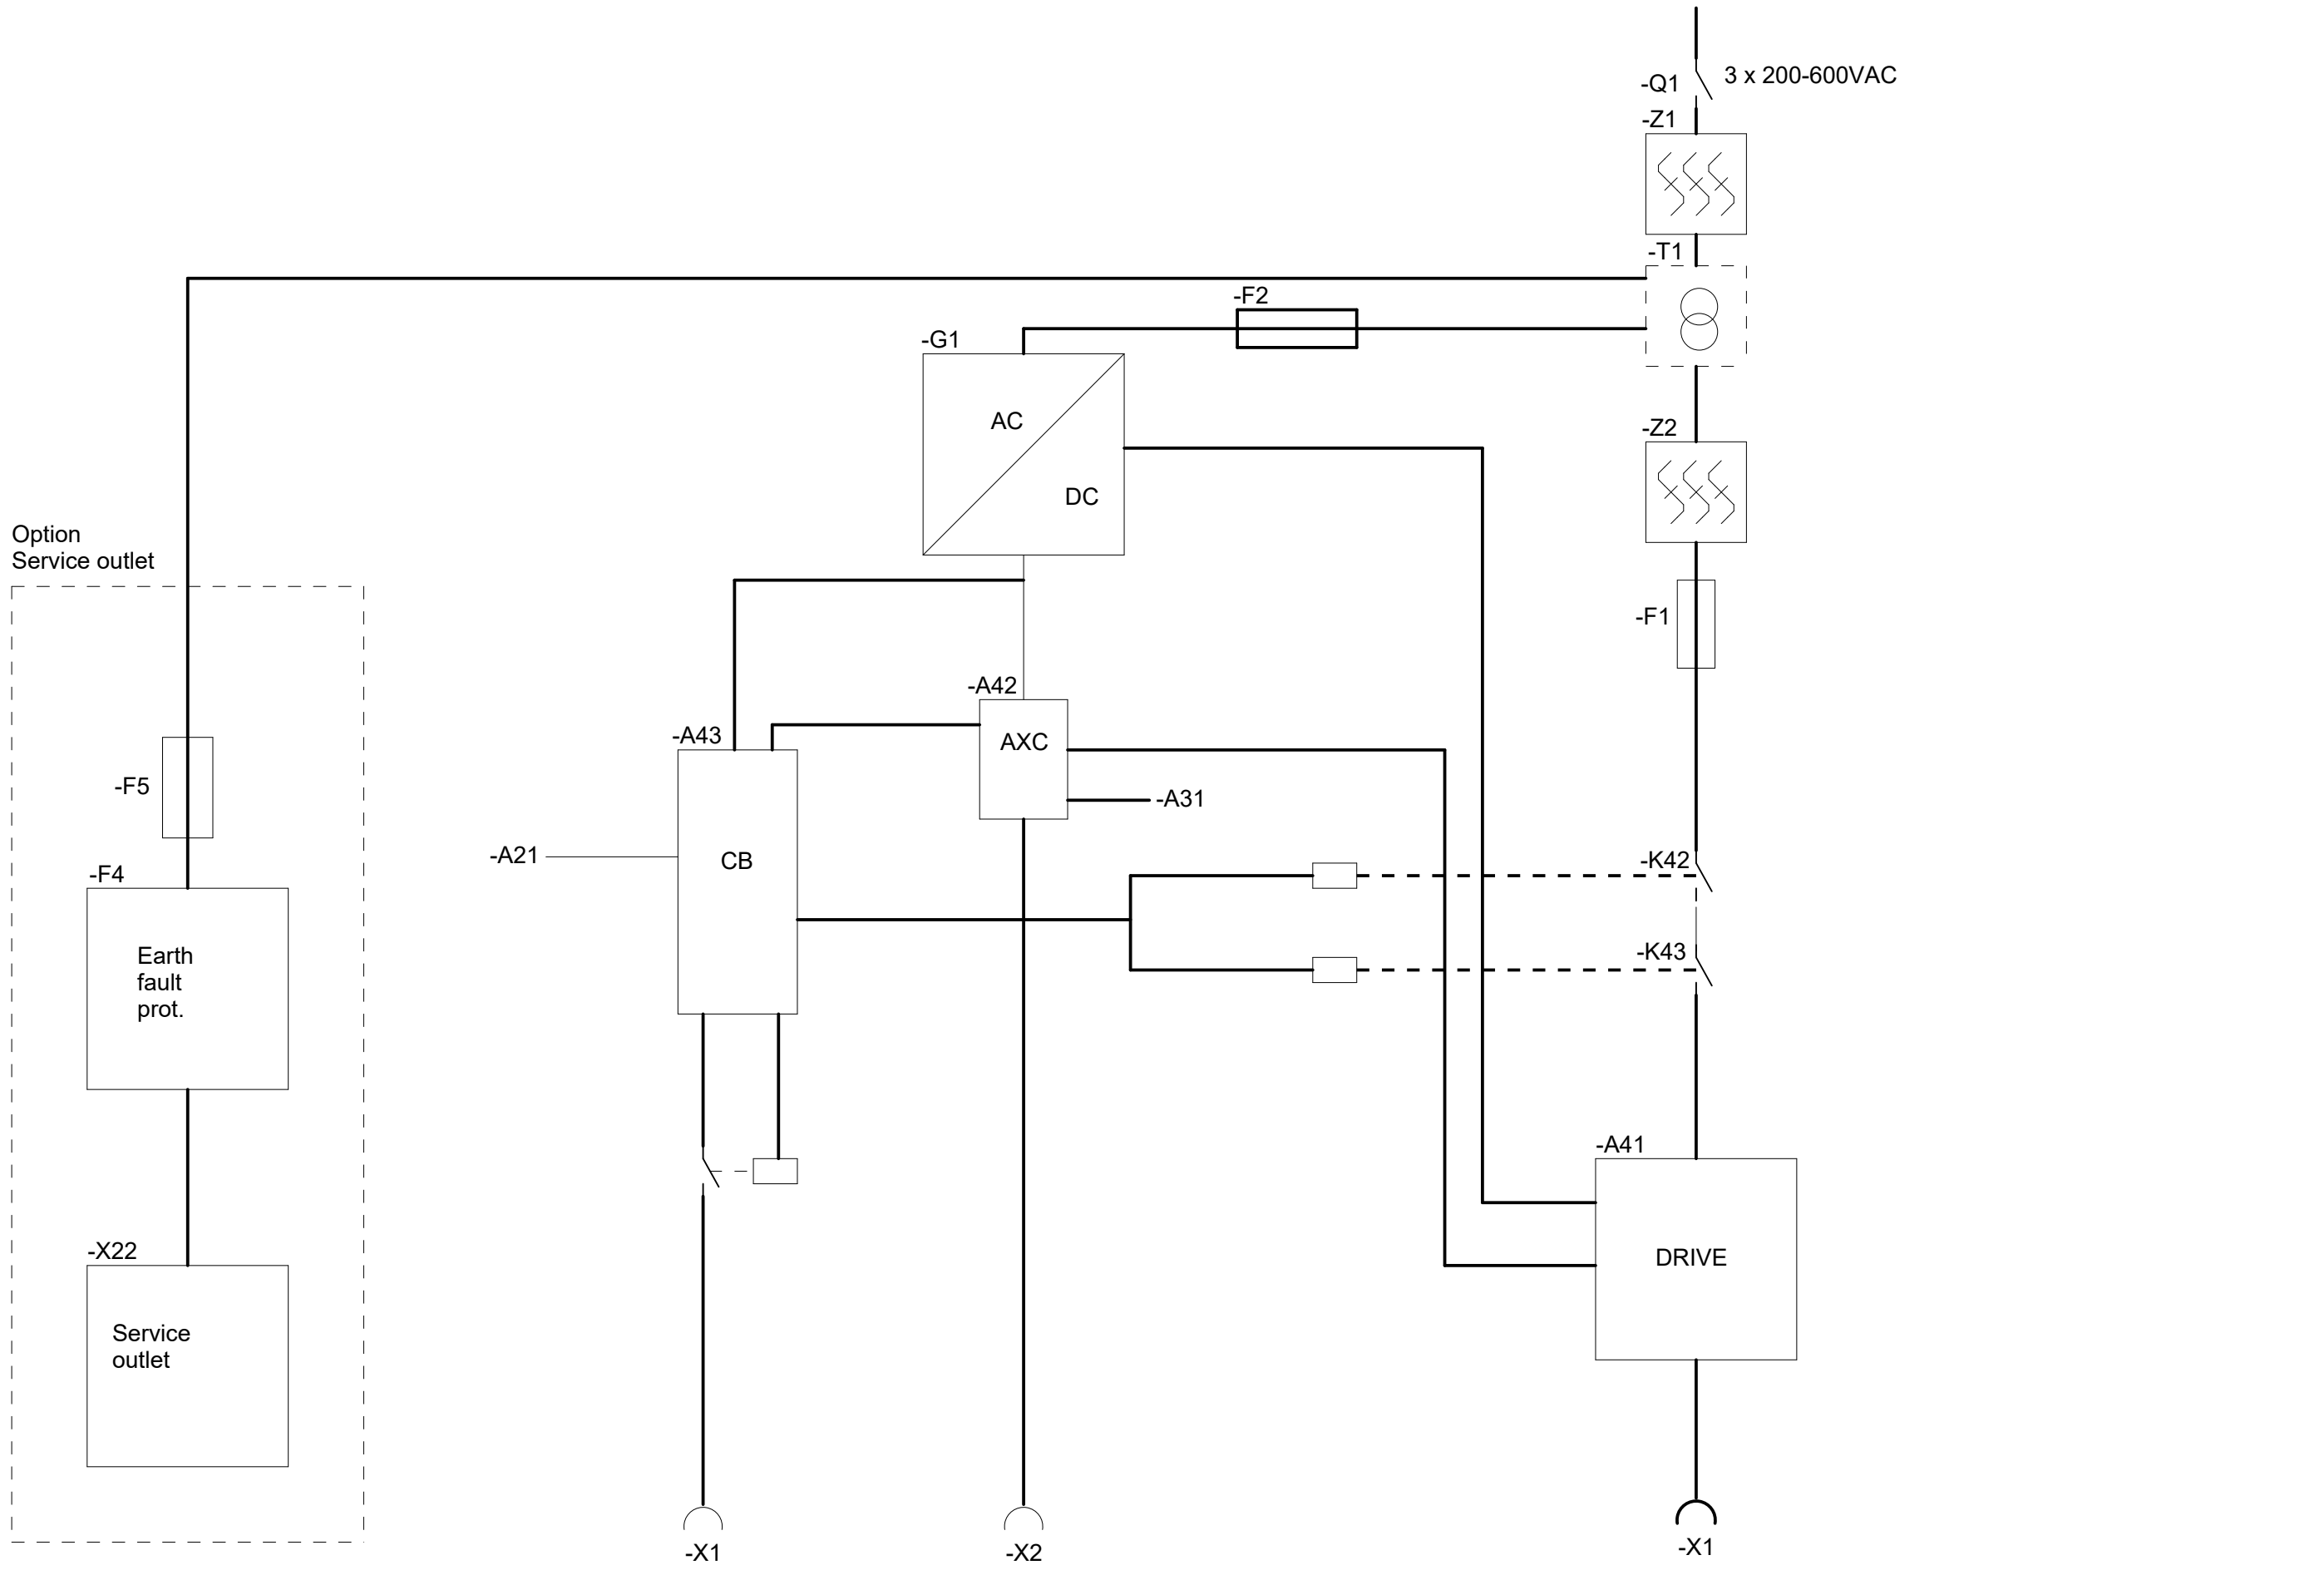 -Q1
3 x 200-600VAC
-Z1
-T1
-F2
-G1
AC
DC
-Z2
Option
Service outlet
-F1
-A42
AXC
-A43
-A31
-F5
-A21
CB
-K42
-F4
-K43
Earth
fault
prot.
-A41
-X22
DRIVE
Service
outlet
-X1
-X2
-X1